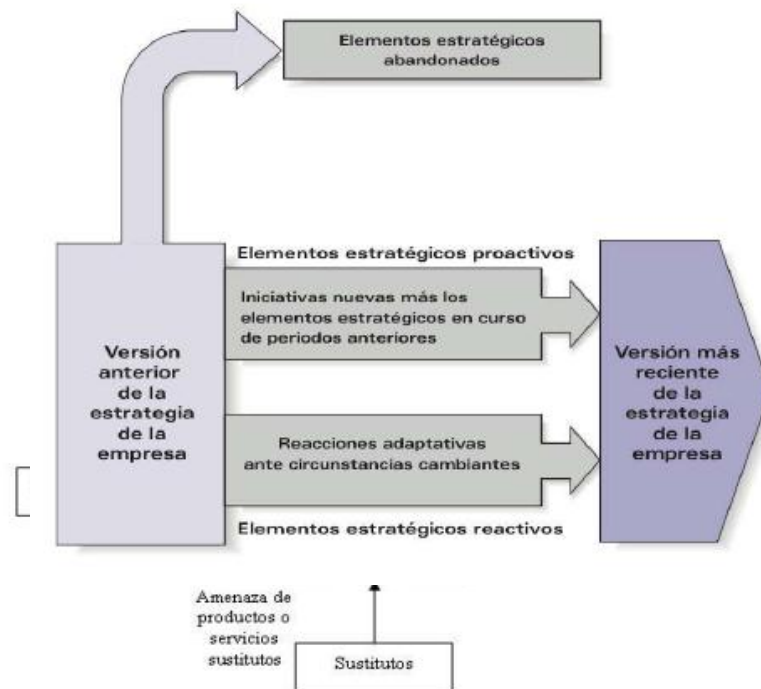 Elementos estratégicos
abandonados
Elementos estratégicos proactivos
Iniciativas nuevas más los
elementos estratégicos en curso
de periodos anteriores
Versión
anterior
de la
estrategia
de la
empresa
Versión más
reciente
de la
estrategia
de la
empresa
Reacciones adaptativas
ante circunstancias cambiantes
Elementos estratégicos reactivos
Amenaza de
productos o
servicios
sustitutos
Sustitutos